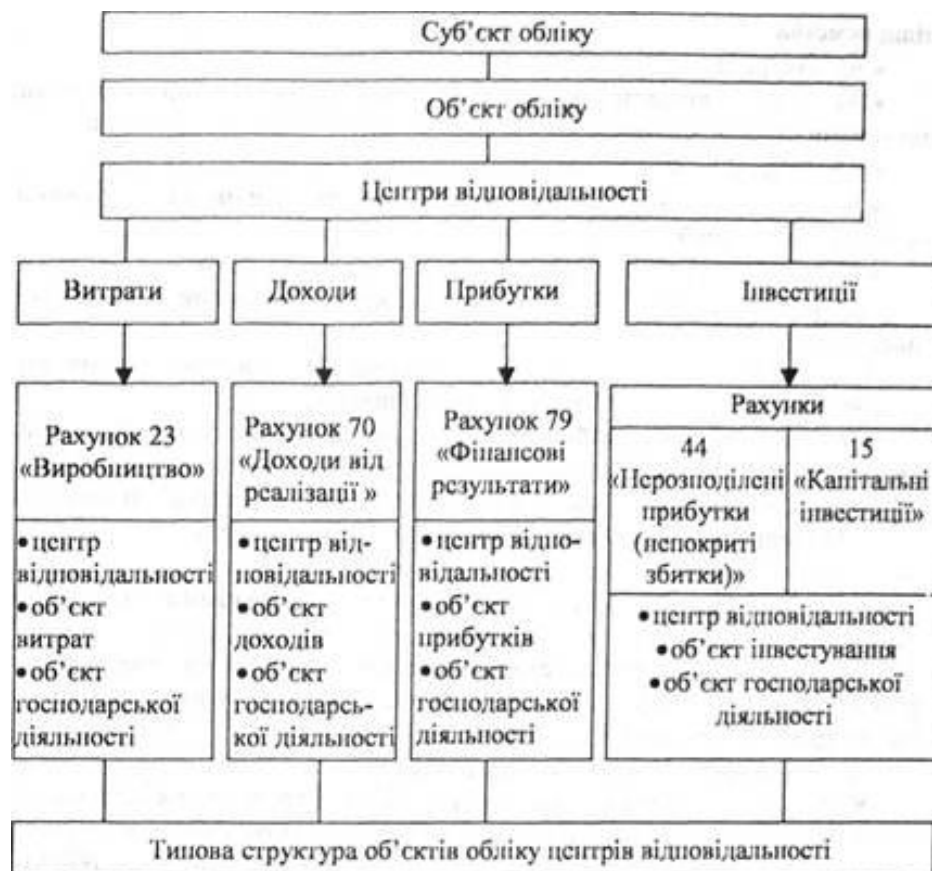 Суб’єкт обліку
Об’єкт обліку
Центри відповідальності
Витрати
Доходи
Прибутки
Інвестиції
Рахунок 23
«Виробництво»
• центр
відповідальності
• об’єкт
витрат
• об’єкт
господарської
діяльності
Рахунок 70
«Доходи від
реалізації »
• центр від-
повідальності
• об’єкт
доходів
• об’єкт
господарсь-
кої діяльності
Рахунок 79
«Фінансові
результати»
• центр відпо-
відальності
• об’єкт
прибутків
• об’єкт
господарської
діяльності
Рахунки
44
«Нерозподілені
прибутки
(непокриті
збитки)»
15
«Капітальні
інвестиції»
• центр відповідальності
• об’єкт інвестування
• об’єкт господарської
діяльності
Типова структура об’єктів обліку центрів відповідальності